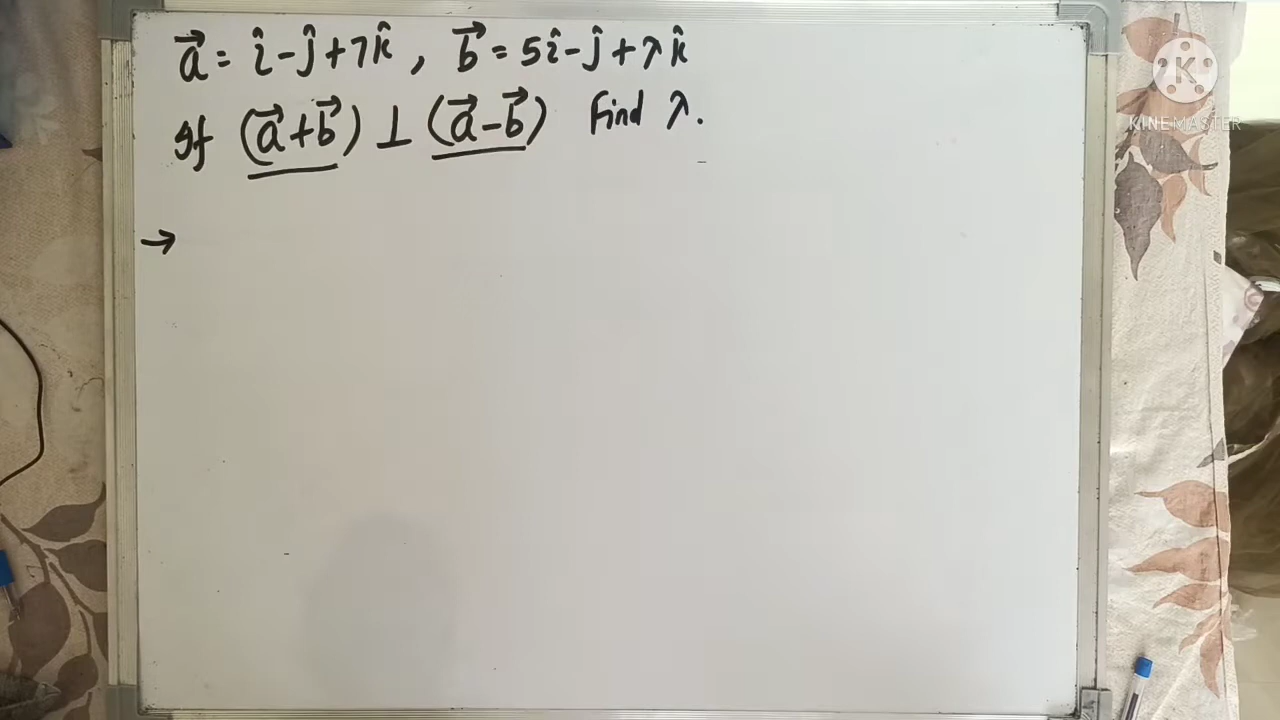 a⃗ = î - ĵ + 7k̂ , b⃗ = 5î - ĵ + λk̂
If (a⃗ + b⃗) ⊥ (a⃗ - b⃗) Find λ.
→
K
KINEMASTER